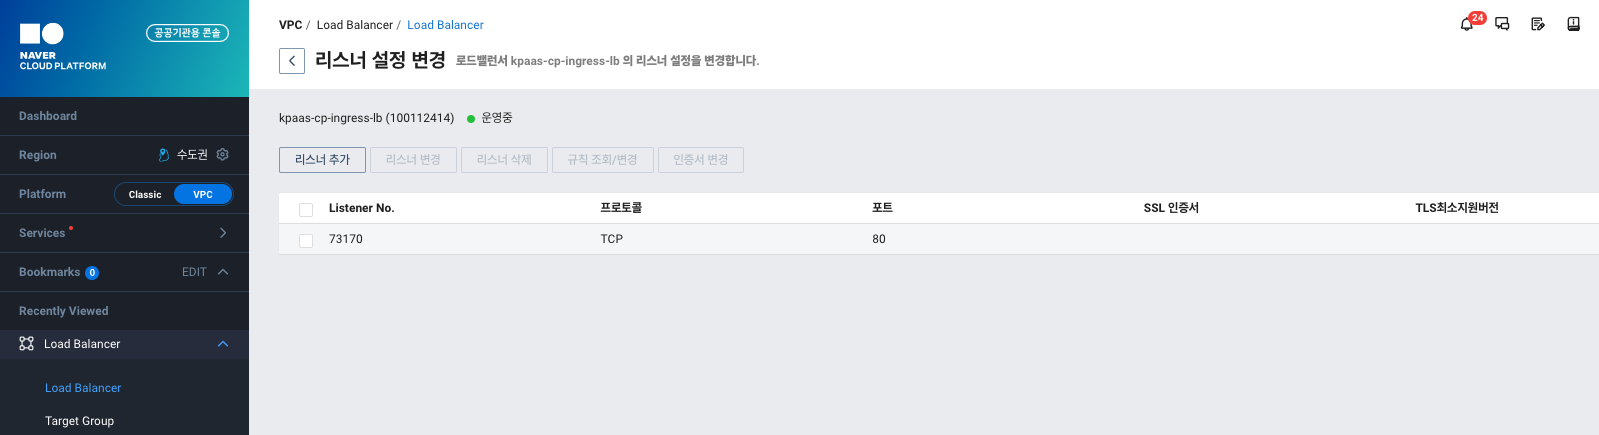 NAVER
CLOUD PLATFORM
공공기관용 콘솔
Dashboard
Region 수도권
Platform Classic VPC
Services
Bookmarks 0 EDIT
Recently Viewed
Load Balancer
Load Balancer
Target Group
VPC / Load Balancer / Load Balancer
24
리스너 설정 변경 로드밸런서 kpaas-cp-ingress-lb 의 리스너 설정을 변경합니다.
kpaas-cp-ingress-lb (100112414) 운영중
리스너 추가 리스너 변경 리스너 삭제 규칙 조회/변경 인증서 변경
Listener No. 프로토콜 포트 SSL 인증서 TLS최소지원버전
73170 TCP 80